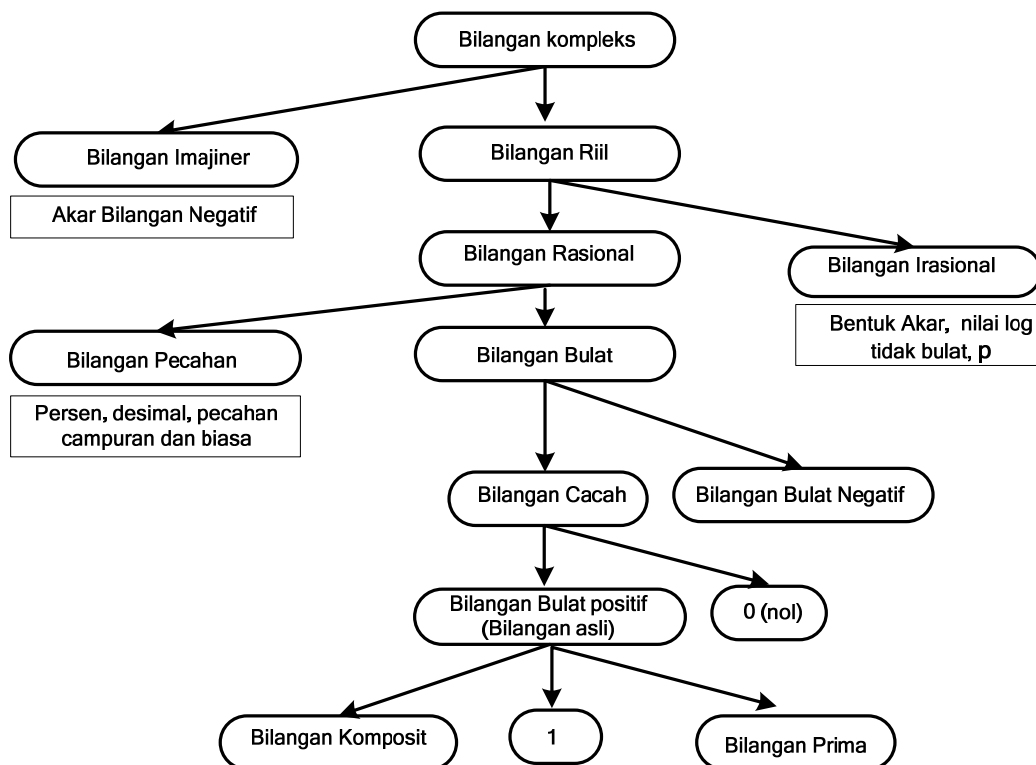 Bilangan kompleks
Bilangan Imajiner
Bilangan Riil
Akar Bilangan Negatif
Bilangan Rasional
Bilangan Irasional
Bentuk Akar, nilai log
tidak bulat, p
Bilangan Pecahan
Bilangan Bulat
Persen, desimal, pecahan
campuran dan biasa
Bilangan Cacah
Bilangan Bulat Negatif
Bilangan Bulat positif
(Bilangan asli)
0 (nol)
Bilangan Komposit
1
Bilangan Prima